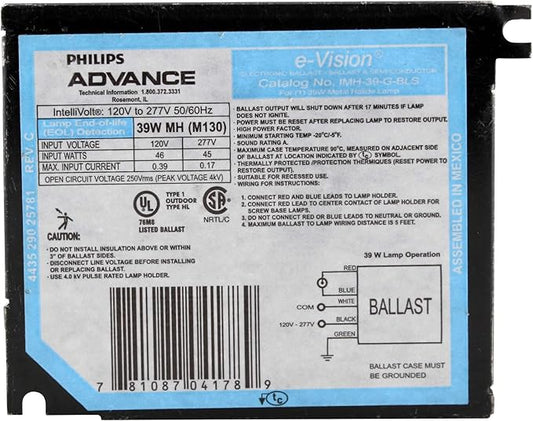 PHILIPS
ADVANCE
Technical Information 1.800.372.3331
Rosemont, IL
e-Vision®
ELECTRONIC BALLAST • BALLAST A SEMICONDUCTOR
Catalog No. IMH-39-G-BLS
For (1) 39W Metal Halide Lamp
IntelliVolt®: 120V to 277V 50/60Hz
Lamp End-of-life
(EOL) Detection
39W MH (M130)
INPUT VOLTAGE 120V 277V
INPUT WATTS 46 45
MAX. INPUT CURRENT 0.39 0.17
OPEN CIRCUIT VOLTAGE 250Vrms (PEAK VOLTAGE 4kV)
UL
®
78M8
LISTED BALLAST
TYPE 1
OUTDOOR
TYPE HL
SA
®
NRTL/C
CAUTION:
- DO NOT INSTALL INSULATION ABOVE OR WITHIN
3" OF BALLAST SIDES.
- DISCONNECT LINE VOLTAGE BEFORE INSTALLING
OR REPLACING BALLAST.
- USE 4.0 kV PULSE RATED LAMP HOLDER.
4435 290 25781 REV C
• BALLAST OUTPUT WILL SHUT DOWN AFTER 17 MINUTES IF LAMP
DOES NOT IGNITE.
• POWER MUST BE RESET AFTER REPLACING LAMP TO RESTORE OUTPUT.
• HIGH POWER FACTOR.
• MINIMUM STARTING TEMP -20°C/-5°F.
• SOUND RATING A.
• MAXIMUM CASE TEMPERATURE 90°C, MEASURED ON ADJACENT SIDE
OF BALLAST AT LOCATION INDICATED BY tc SYMBOL.
• THERMALLY PROTECTED/PROTECTION THERMIQUES (RESET POWER TO
RESTORE OUTPUT).
• SUITABLE FOR RECESSED USE.
WIRING:
1. CONNECT RED AND BLUE LEADS TO LAMP HOLDER.
2. CONNECT RED LEAD TO CENTER CONTACT OF LAMP HOLDER FOR
SCREW BASE LAMPS.
3. DO NOT CONNECT RED OR BLUE LEADS TO NEUTRAL OR GROUND.
4. MAXIMUM BALLAST TO LAMP WIRING DISTANCE IS 5 FEET.
39 W Lamp Operation
RED
BLUE
COM WHITE
120V - 277V BLACK
GREEN
BALLAST
BALLAST CASE MUST
BE GROUNDED.
ASSEMBLED IN MEXICO
7 81087 04178 9
tc